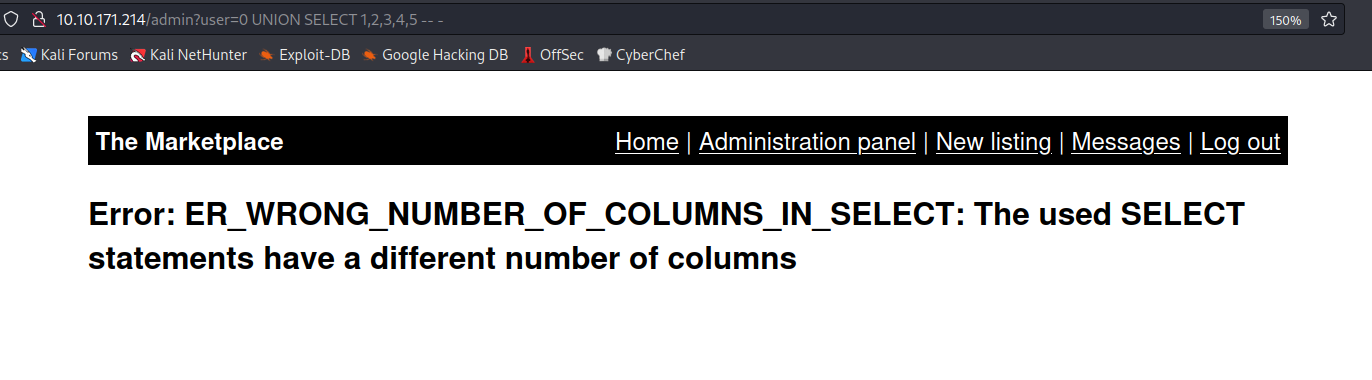 10.10.171.214/admin?user=0 UNION SELECT 1,2,3,4,5 -- -
150%
cs Kali Forums Kali NetHunter Exploit-DB Google Hacking DB OffSec CyberChef
The Marketplace
Home | Administration panel | New listing | Messages | Log out
Error: ER_WRONG_NUMBER_OF_COLUMNS_IN_SELECT: The used SELECT
statements have a different number of columns